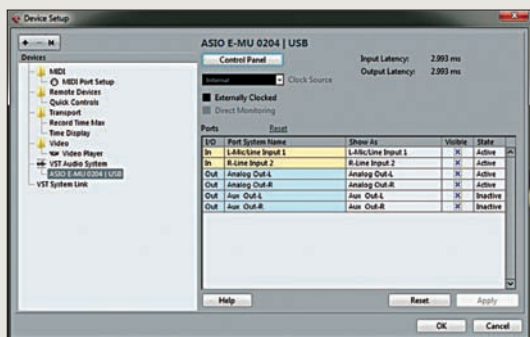 Device Setup
Devices
MIDI
MIDI Port Setup
Remote Devices
Quick Controls
Transport
Record Time Max
Time Display
Video
Video Player
VST Audio System
ASIO E-MU 0204 | USB
VST System Link
ASIO E-MU 0204 | USB
Control Panel
Input Latency: 2.993 ms
Output Latency: 2.993 ms
Internal Clock Source
Externally Clocked
Direct Monitoring
Ports Reset
I/O Port System Name Show As Visible State
In L-Mic/Line Input 1 L-Mic/Line Input 1 X Active
In R-Line Input 2 R-Line Input 2 X Active
Out Analog Out-L Analog Out-L X Active
Out Analog Out-R Analog Out-R X Active
Out Aux Out-L Aux Out-L X Inactive
Out Aux Out-R Aux Out-R X Inactive
Help Reset Apply
OK Cancel